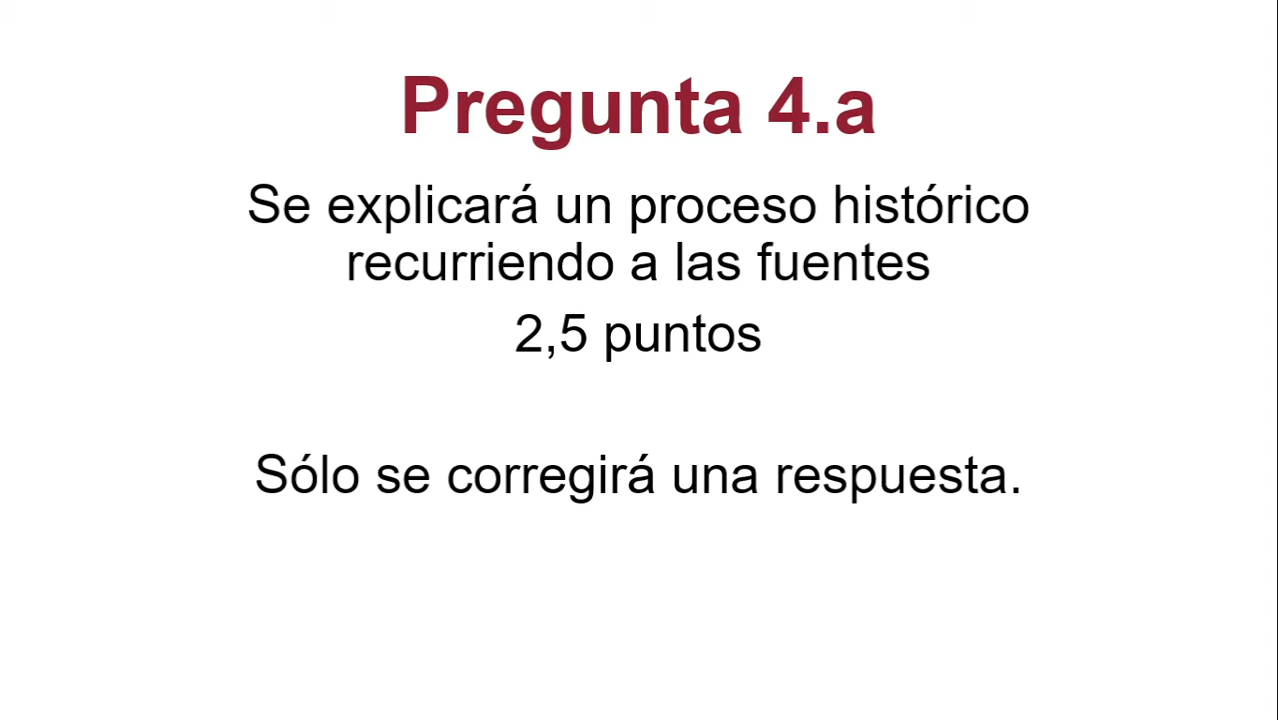 Pregunta 4.a
Se explicará un proceso histórico
recurriendo a las fuentes
2,5 puntos
Sólo se corregirá una respuesta.